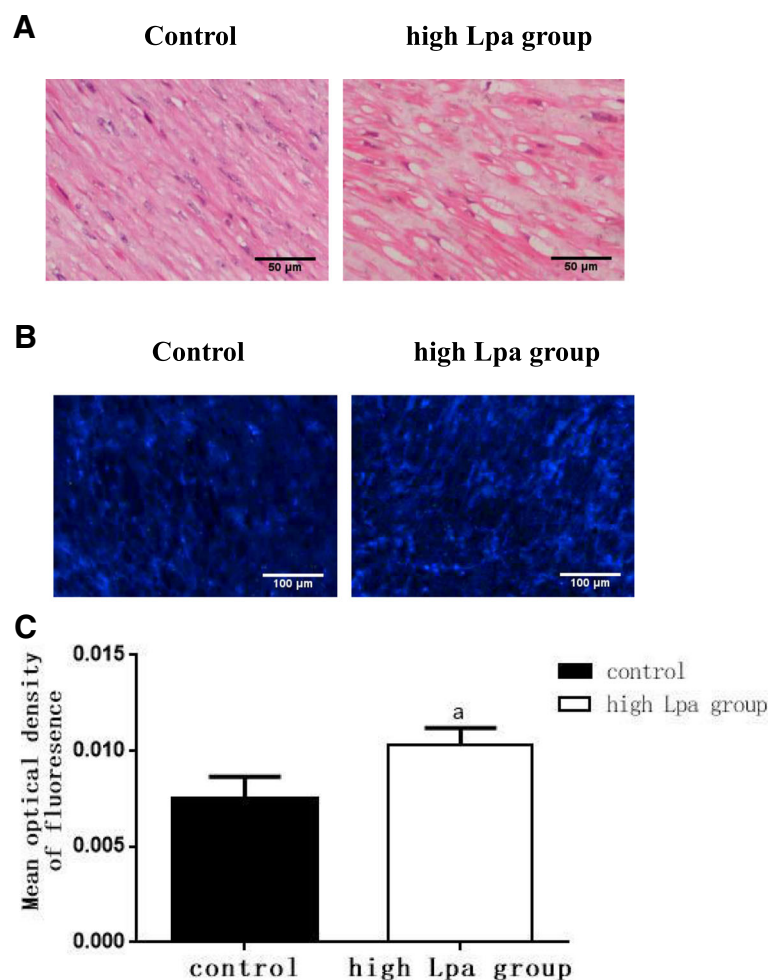 A
Control
high Lpa group
50 µm
50 µm
B
Control
high Lpa group
100 µm
100 µm
C
Mean optical density
of fluoresence
0.015
0.010
0.005
0.000
a
control
high Lpa group
control
high Lpa group